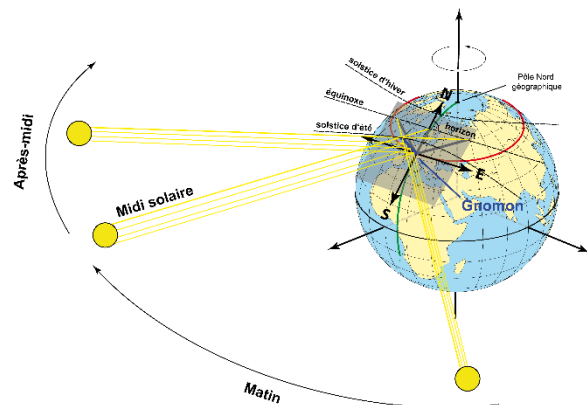 solstice d'hiver
N
Pôle Nord
géographique
équinoxe
solstice d'été
horizon
Après-midi
E
Midi solaire
Gnomon
S
Matin